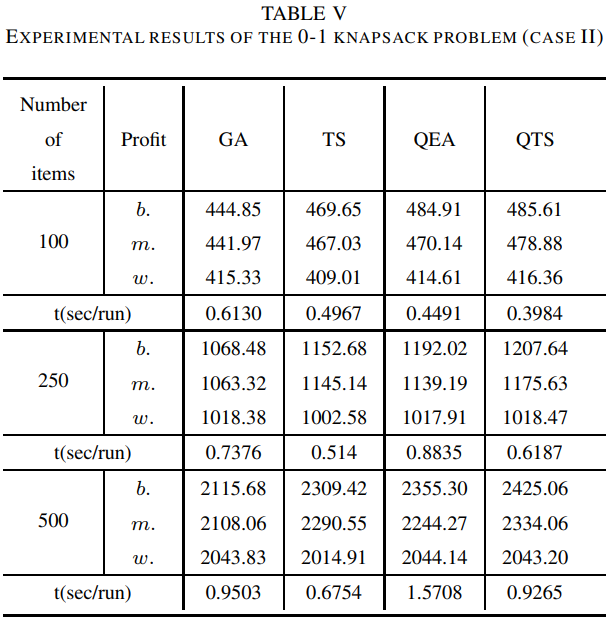 TABLE V
EXPERIMENTAL RESULTS OF THE 0-1 KNAPSACK PROBLEM (CASE II)
Number of items Profit GA TS QEA QTS
100 b. 444.85 469.65 484.91 485.61
m. 441.97 467.03 470.14 478.88
w. 415.33 409.01 414.61 416.36
t(sec/run) 0.6130 0.4967 0.4491 0.3984
250 b. 1068.48 1152.68 1192.02 1207.64
m. 1063.32 1145.14 1139.19 1175.63
w. 1018.38 1002.58 1017.91 1018.47
t(sec/run) 0.7376 0.514 0.8835 0.6187
500 b. 2115.68 2309.42 2355.30 2425.06
m. 2108.06 2290.55 2244.27 2334.06
w. 2043.83 2014.91 2044.14 2043.20
t(sec/run) 0.9503 0.6754 1.5708 0.9265